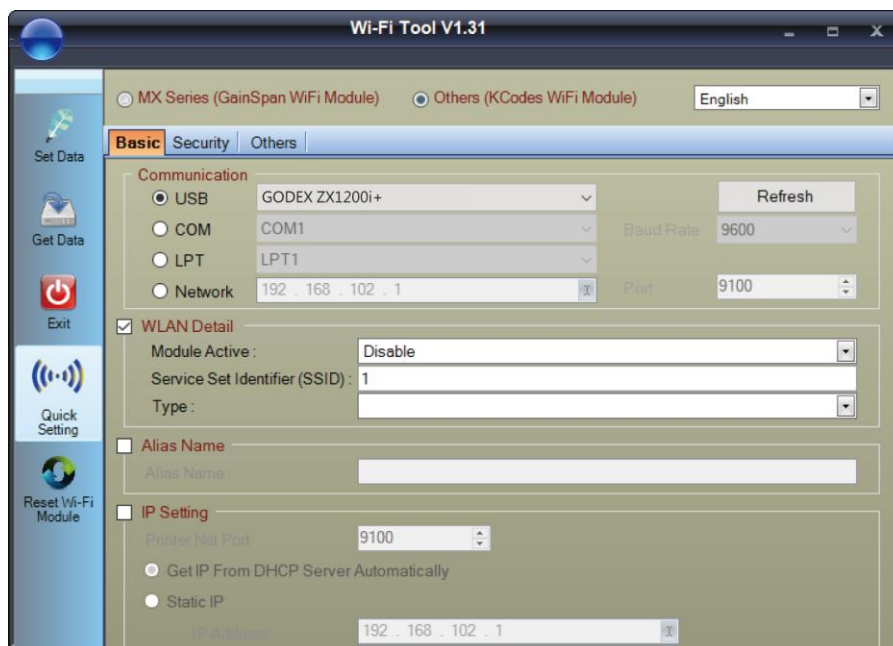 Wi-Fi Tool V1.31
MX Series (GainSpan WiFi Module) Others (KCodes WiFi Module) English
Basic Security Others
Set Data
Get Data
Exit
Quick
Setting
Reset Wi-Fi
Module
Communication
USB GODEX ZX1200i+ Refresh
COM COM1 Baud Rate 9600
LPT LPT1
Network 192 . 168 . 102 . 1 Port 9100
WLAN Detail
Module Active : Disable
Service Set Identifier (SSID) : 1
Type :
Alias Name
Alias Name :
IP Setting
Printer Net Port 9100
Get IP From DHCP Server Automatically
Static IP
IP Address 192 . 168 . 102 . 1